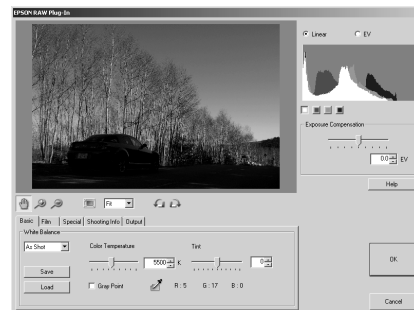 EPSON RAW Plug-In
Linear EV
Exposure Compensation
0.0 EV
Help
Fit
Basic Film Special Shooting Info Output
White Balance
As Shot
Color Temperature
Tint
5500 K
0
Save
Load
Gray Point
R : 5 G : 17 B : 0
OK
Cancel